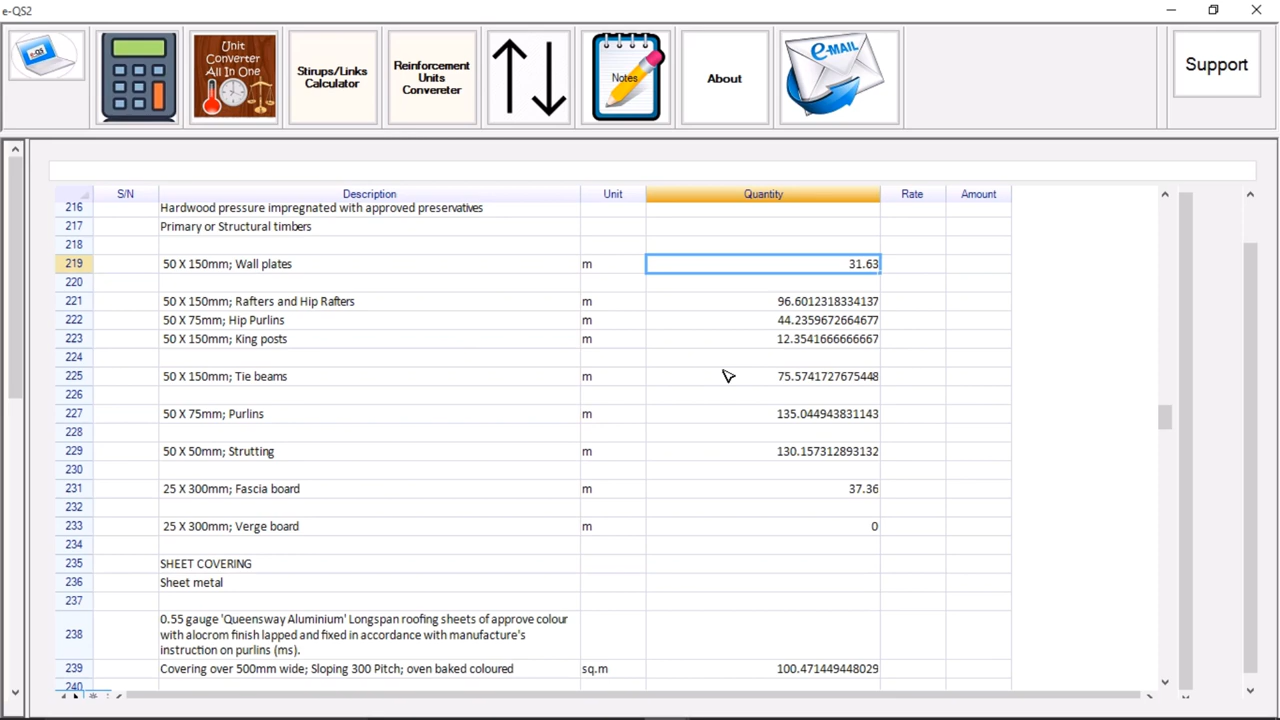 e-QS2
e-QS
Unit
Converter
All In One
Stirups/Links
Calculator
Reinforcement
Units
Convereter
Notes
About
e-MAIL
Support
S/N Description Unit Quantity Rate Amount
216 Hardwood pressure impregnated with approved preservatives
217 Primary or Structural timbers
218
219 50 X 150mm; Wall plates m 31.63
220
221 50 X 150mm; Rafters and Hip Rafters m 96.6012318334137
222 50 X 75mm; Hip Purlins m 44.2359672664677
223 50 X 150mm; King posts m 12.3541666666667
224
225 50 X 150mm; Tie beams m 75.5741727675448
226
227 50 X 75mm; Purlins m 135.044943831143
228
229 50 X 50mm; Strutting m 130.157312893132
230
231 25 X 300mm; Fascia board m 37.36
232
233 25 X 300mm; Verge board m 0
234
235 SHEET COVERING
236 Sheet metal
237
0.55 gauge 'Queensway Aluminium' Longspan roofing sheets of approve colour
238 with alocrom finish lapped and fixed in accordance with manufacture's
instruction on purlins (ms).
239 Covering over 500mm wide; Sloping 300 Pitch; oven baked coloured sq.m 100.471449448029
240